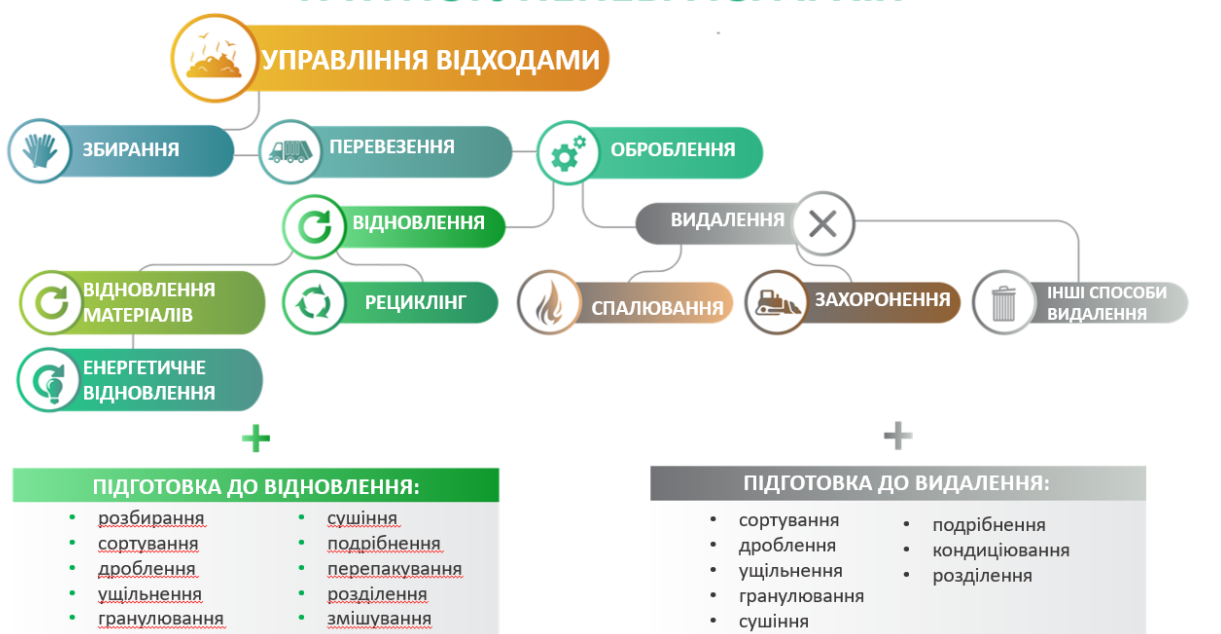 УПРАВЛІННЯ ВІДХОДАМИ
ЗБИРАННЯ
ПЕРЕВЕЗЕННЯ
ОБРОБЛЕННЯ
ВІДНОВЛЕННЯ
ВИДАЛЕННЯ
ВІДНОВЛЕННЯ
МАТЕРІАЛІВ
РЕЦИКЛІНГ
СПАЛЮВАННЯ
ЗАХОРОНЕННЯ
ІНШІ СПОСОБИ
ВИДАЛЕННЯ
ЕНЕРГЕТИЧНЕ
ВІДНОВЛЕННЯ
ПІДГОТОВКА ДО ВІДНОВЛЕННЯ:
розбирання
сортування
дроблення
ущільнення
гранулювання
сушіння
подрібнення
перепакування
розділення
змішування
ПІДГОТОВКА ДО ВИДАЛЕННЯ:
сортування
дроблення
ущільнення
гранулювання
сушіння
подрібнення
кондиціювання
розділення